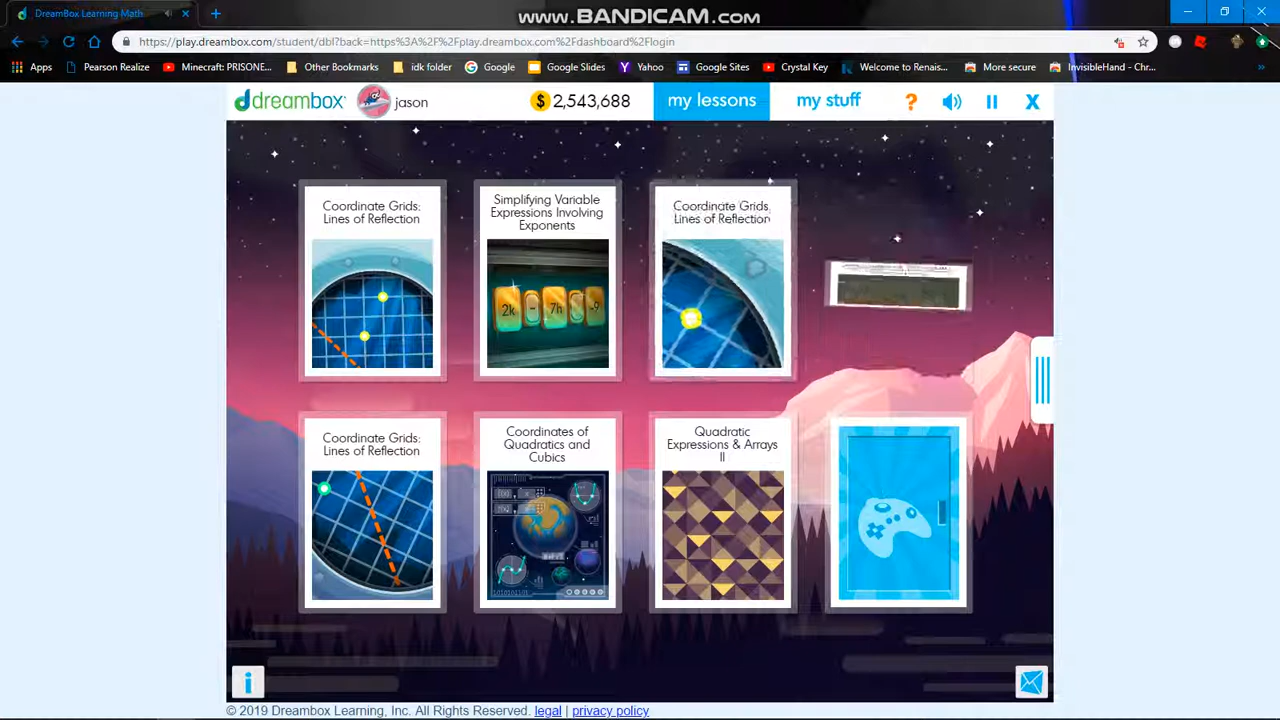 DreamBox Learning Math
www.BANDICAM.com
https://play.dreambox.com/student/dbl?back=https%3A%2F%2Fplay.dreambox.com%2Fdashboard%2Flogin
Apps
Pearson Realize
Minecraft: PRISONE...
Other Bookmarks
idk folder
Google
Google Slides
Yahoo
Google Sites
Crystal Key
Welcome to Renais...
More secure
InvisibleHand - Chr...
dreambox
jason
$ 2,543,688
my lessons
my stuff
?
X
Coordinate Grids:
Lines of Reflection
Simplifying Variable
Expressions Involving
Exponents
2k - 7h -9
Coordinate Grids:
Lines of Reflection
Coordinate Grids:
Lines of Reflection
Coordinates of
Quadratics and
Cubics
Quadratic
Expressions & Arrays
II
i
© 2019 Dreambox Learning, Inc. All Rights Reserved. legal | privacy policy